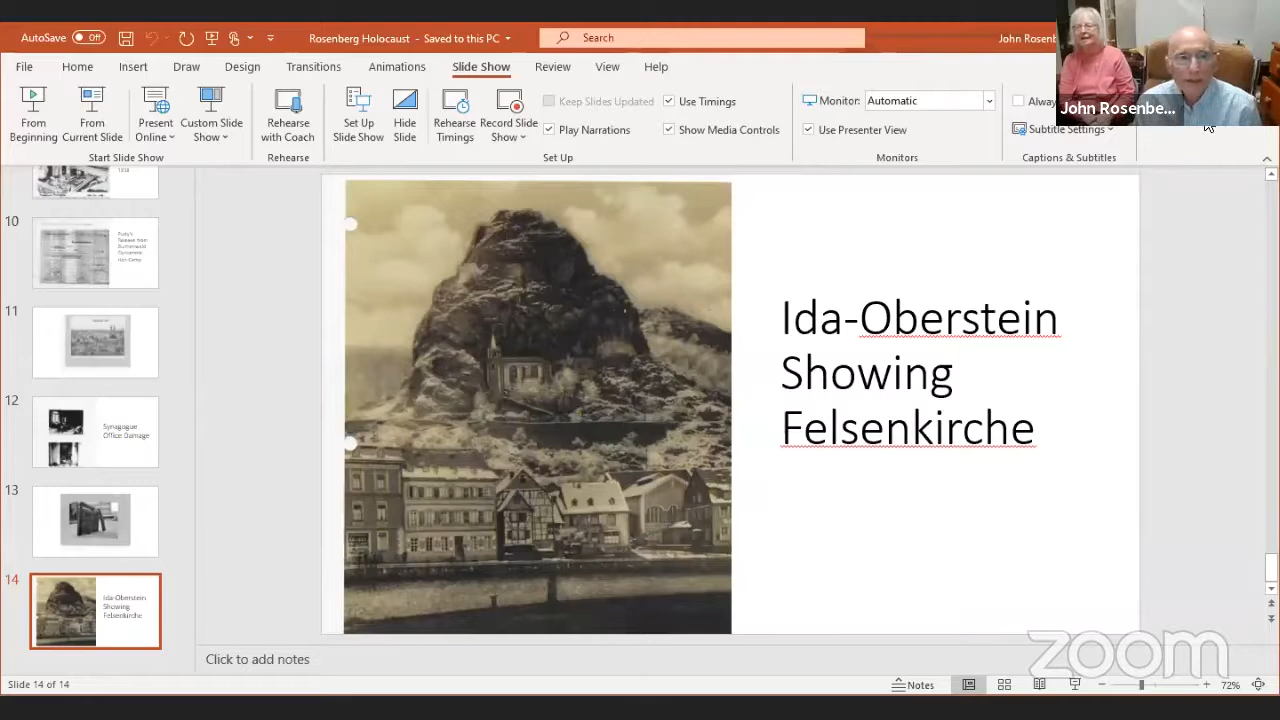 AutoSave Off
Rosenberg Holocaust - Saved to this PC
Search
John Rosenb
File Home Insert Draw Design Transitions Animations Slide Show Review View Help
From Beginning
From Current Slide
Present Online
Custom Slide Show
Start Slide Show
Rehearse with Coach
Rehearse
Set Up Slide Show
Hide Slide
Rehearse Timings
Record Slide Show
Keep Slides Updated
Play Narrations
Use Timings
Show Media Controls
Set Up
Monitor: Automatic
Use Presenter View
Monitors
Alway
Subtitle Settings
Captions & Subtitles
John Rosenbe...
10
11
12
Synagogue
Office Damage
13
14
Ida-Oberstein
Showing
Felsenkirche
Ida-Oberstein
Showing
Felsenkirche
Click to add notes
zoom
Slide 14 of 14
Notes
72%